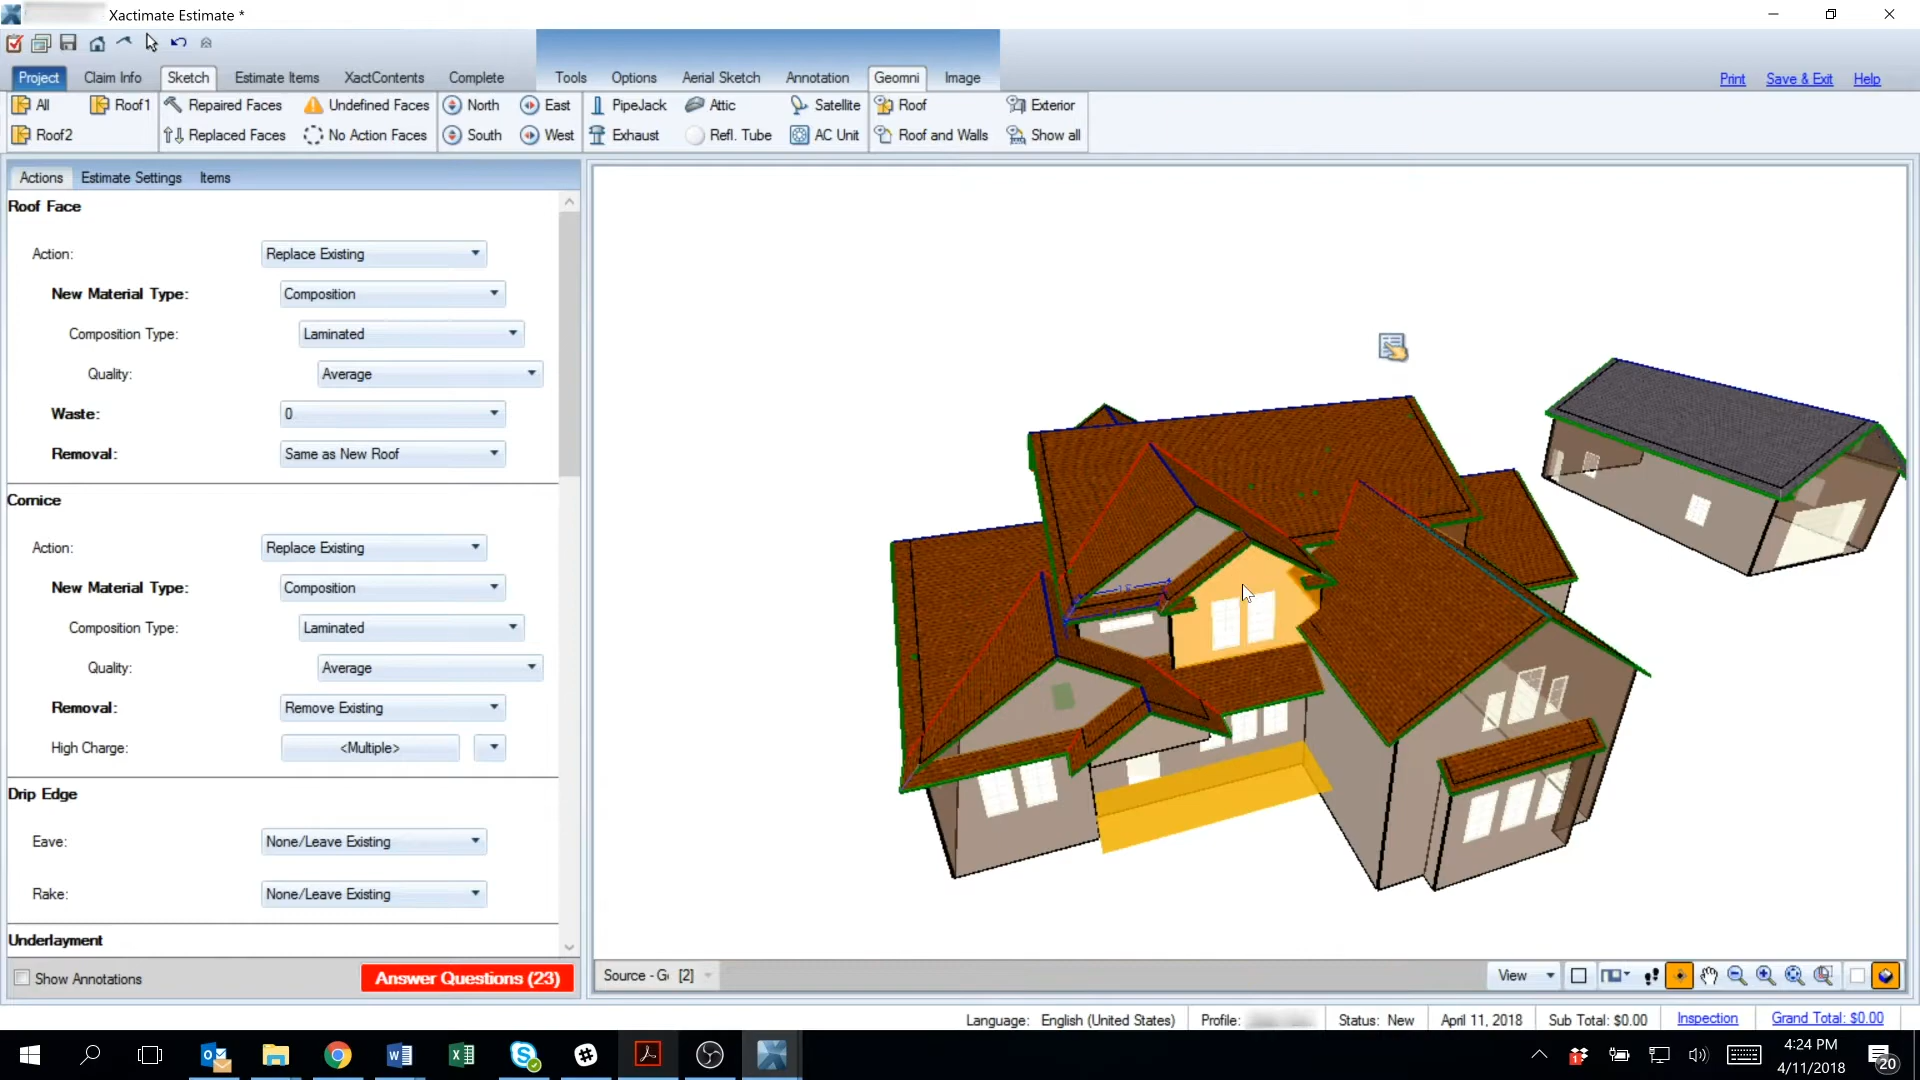 Xactimate Estimate *
Project Claim Info Sketch Estimate Items XactContents Complete Tools Options Aerial Sketch Annotation Geomni Image Print Save & Exit Help
All Roof1 Repaired Faces Undefined Faces North East PipeJack Attic Satellite Roof Exterior
Roof2 Replaced Faces No Action Faces South West Exhaust Refl. Tube AC Unit Roof and Walls Show all
Actions Estimate Settings Items
Roof Face
Action: Replace Existing
New Material Type: Composition
Composition Type: Laminated
Quality: Average
Waste: 0
Removal: Same as New Roof
Cornice
Action: Replace Existing
New Material Type: Composition
Composition Type: Laminated
Quality: Average
Removal: Remove Existing
High Charge: <Multiple>
Drip Edge
Eave: None/Leave Existing
Rake: None/Leave Existing
Underlayment
Show Annotations Answer Questions (23)
Source - G [2] View
Language: English (United States) Profile: Status: New April 11, 2018 Sub Total: $0.00 Inspection Grand Total: $0.00
4:24 PM
4/11/2018
20